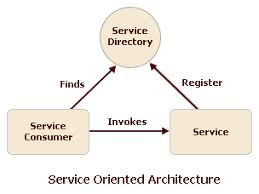 Service
Directory
Finds
Register
Service
Consumer
Invokes
Service
Service Oriented Architecture